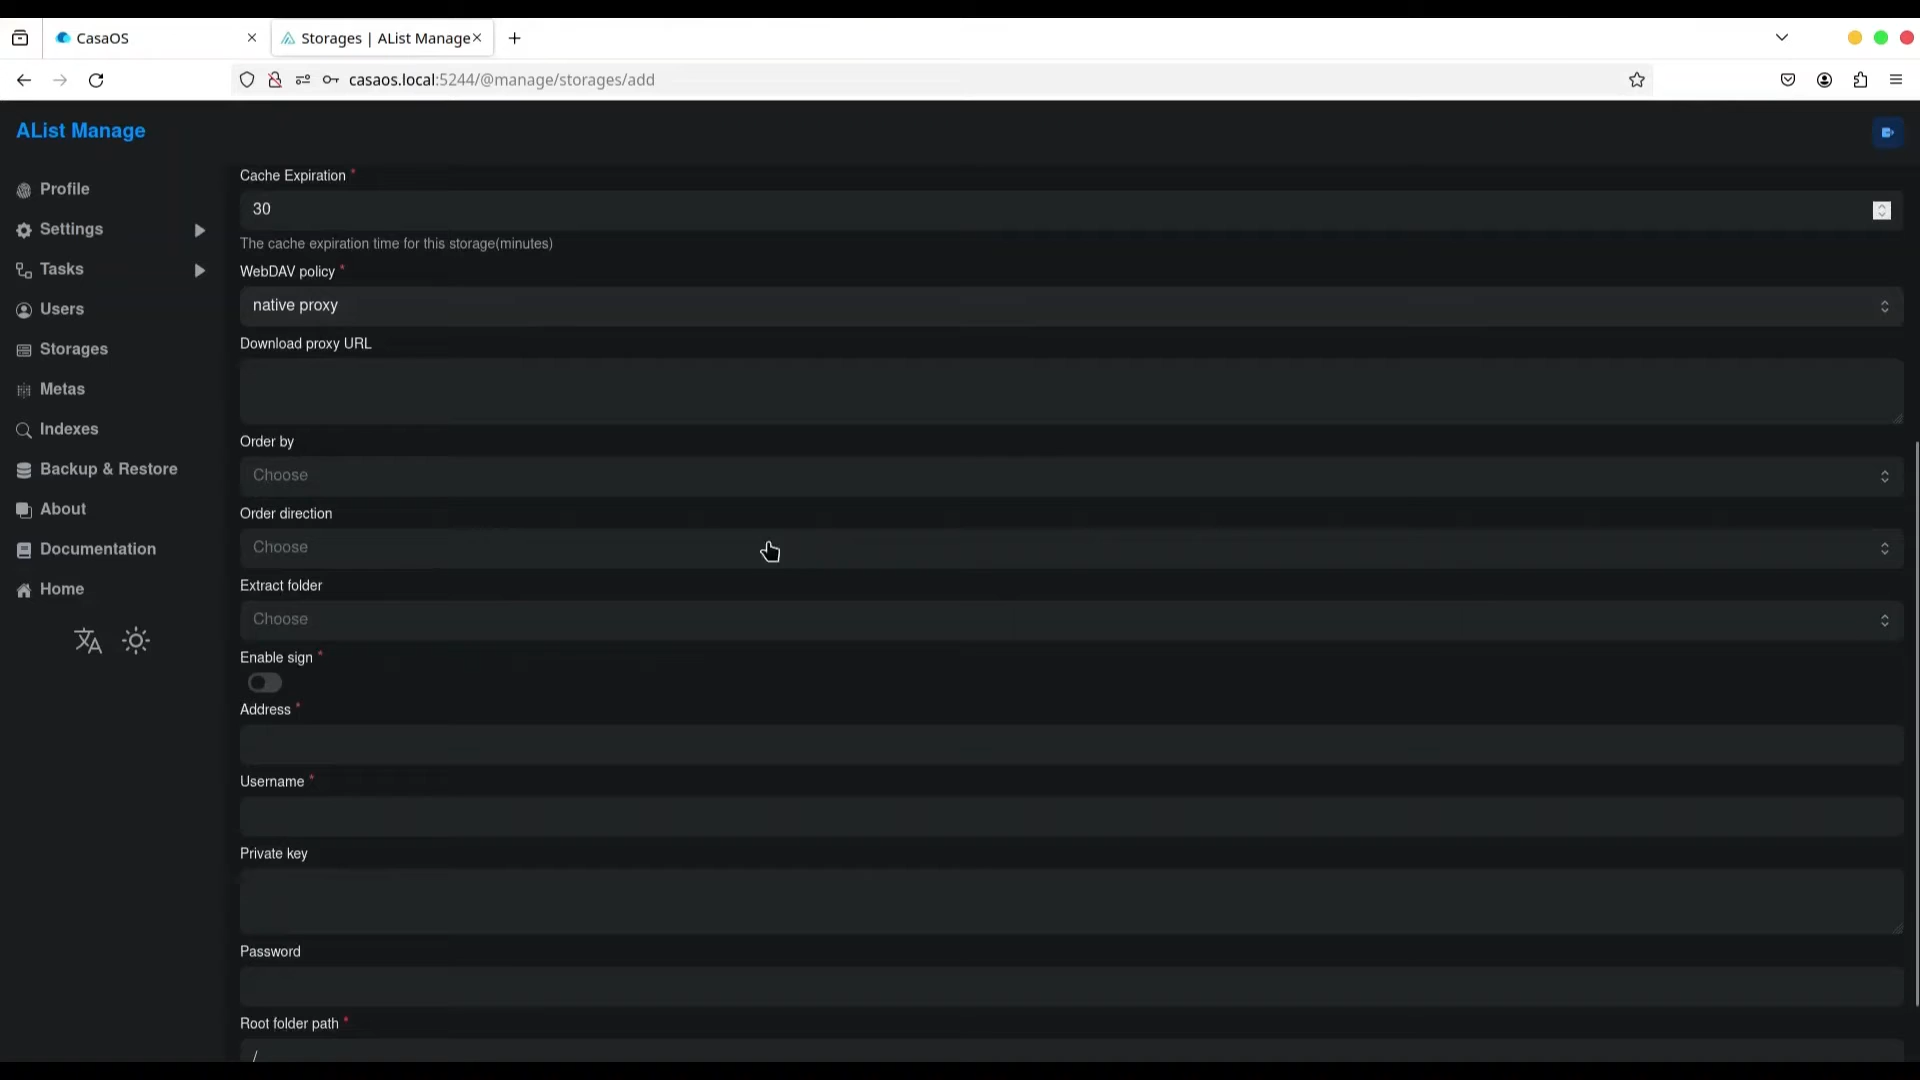 CasaOS
Storages | AList Manage
casaos.local:5244/@manage/storages/add
AList Manage
Profile
Settings
Tasks
Users
Storages
Metas
Indexes
Backup & Restore
About
Documentation
Home
Cache Expiration *
30
The cache expiration time for this storage(minutes)
WebDAV policy *
native proxy
Download proxy URL
Order by
Choose
Order direction
Choose
Extract folder
Choose
Enable sign *
Address *
Username *
Private key
Password
Root folder path *
/